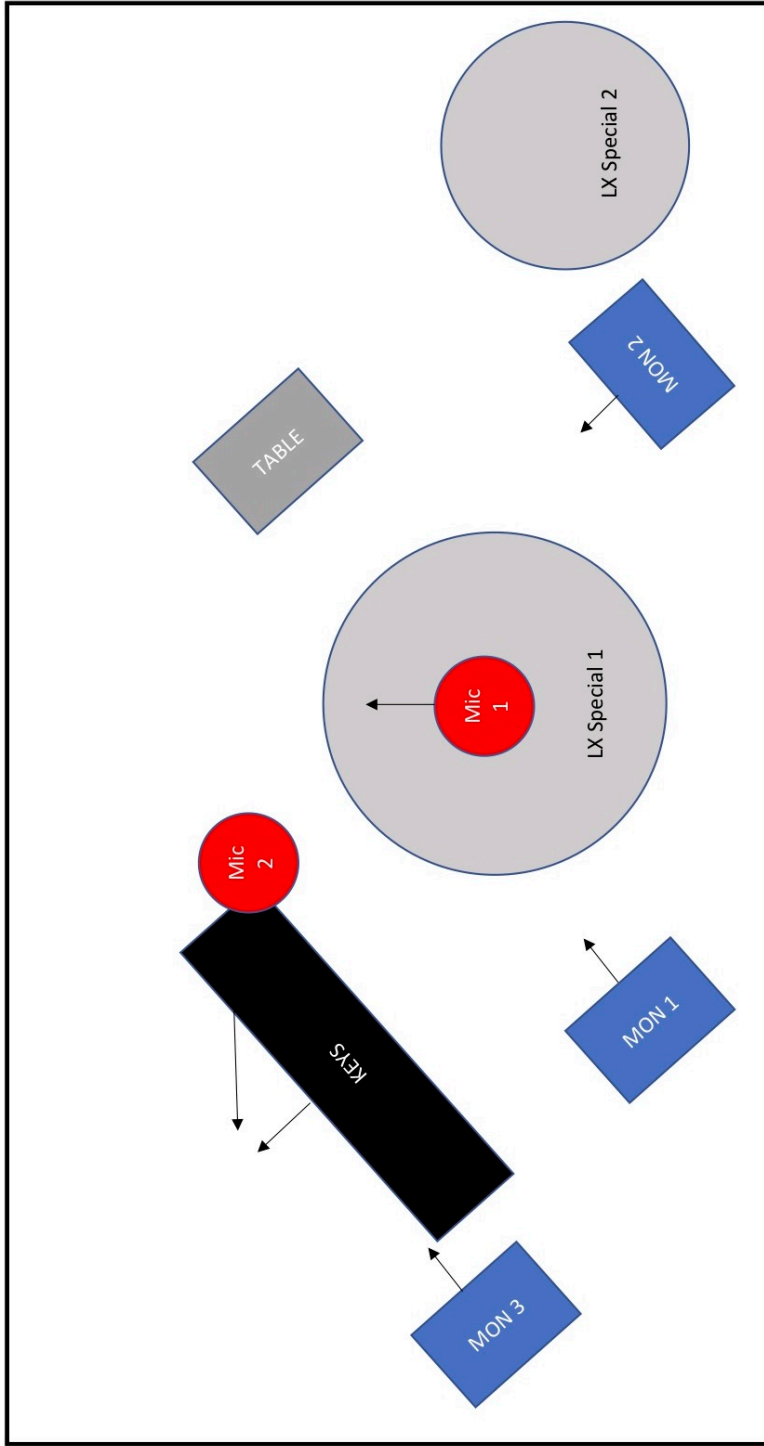 Mic
2
TABLE
KEYS
Mic
1
MON 3
LX Special 1
LX Special 2
MON 1
MON 2